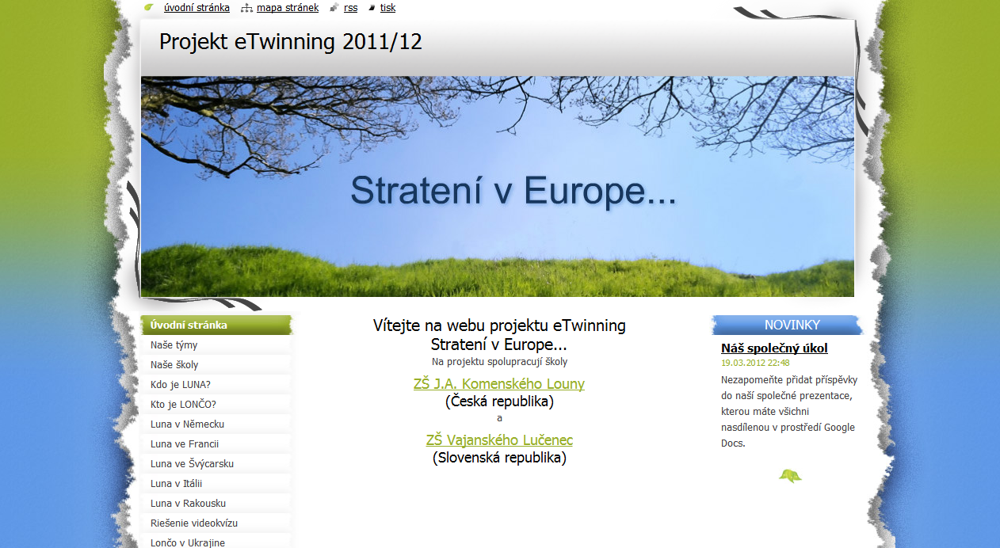 úvodní stránka mapa stránek rss tisk
Projekt eTwinning 2011/12
Stratení v Europe...
Úvodní stránka
Naše týmy
Naše školy
Kdo je LUNA?
Kto je LONČO?
Luna v Německu
Luna ve Francii
Luna ve Švýcarsku
Luna v Itálii
Luna v Rakousku
Riešenie videokvízu
Lončo v Ukrajine
Vítejte na webu projektu eTwinning
Stratení v Europe...
Na projektu spolupracují školy
ZŠ J.A. Komenského Louny
(Česká republika)
a
ZŠ Vajanského Lučenec
(Slovenská republika)
NOVINKY
Náš společný úkol
19.03.2012 22:48
Nezapomeňte přidat příspěvky
do naší společné prezentace,
kterou máte všichni
nasdílenou v prostředí Google
Docs.